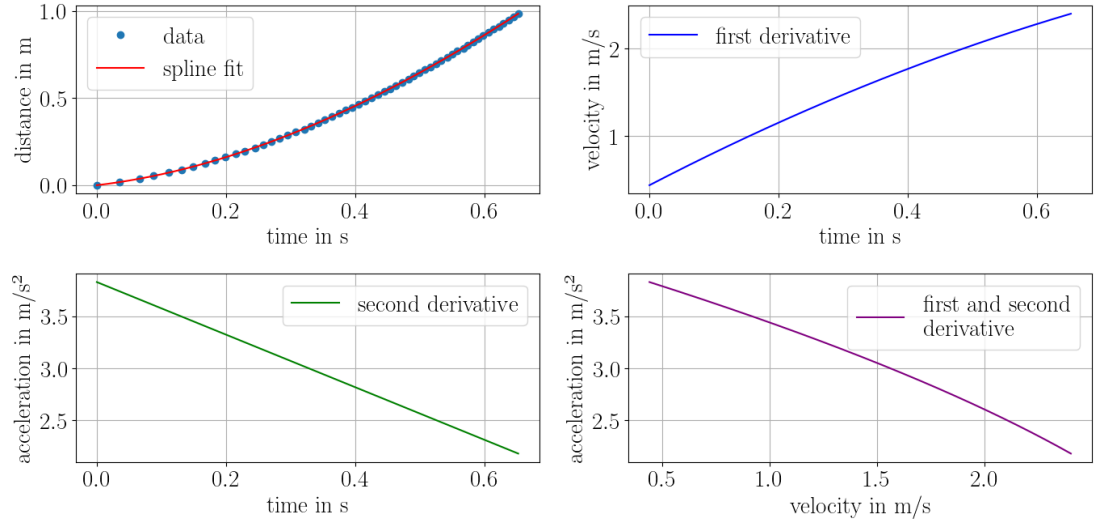 distance in m
1.0
0.5
0.0
data
spline fit
0.0 0.2 0.4 0.6
time in s
velocity in m/s
2
1
first derivative
0.0 0.2 0.4 0.6
time in s
acceleration in m/s²
3.5
3.0
2.5
second derivative
0.0 0.2 0.4 0.6
time in s
acceleration in m/s²
3.5
3.0
2.5
first and second
derivative
0.5 1.0 1.5 2.0
velocity in m/s